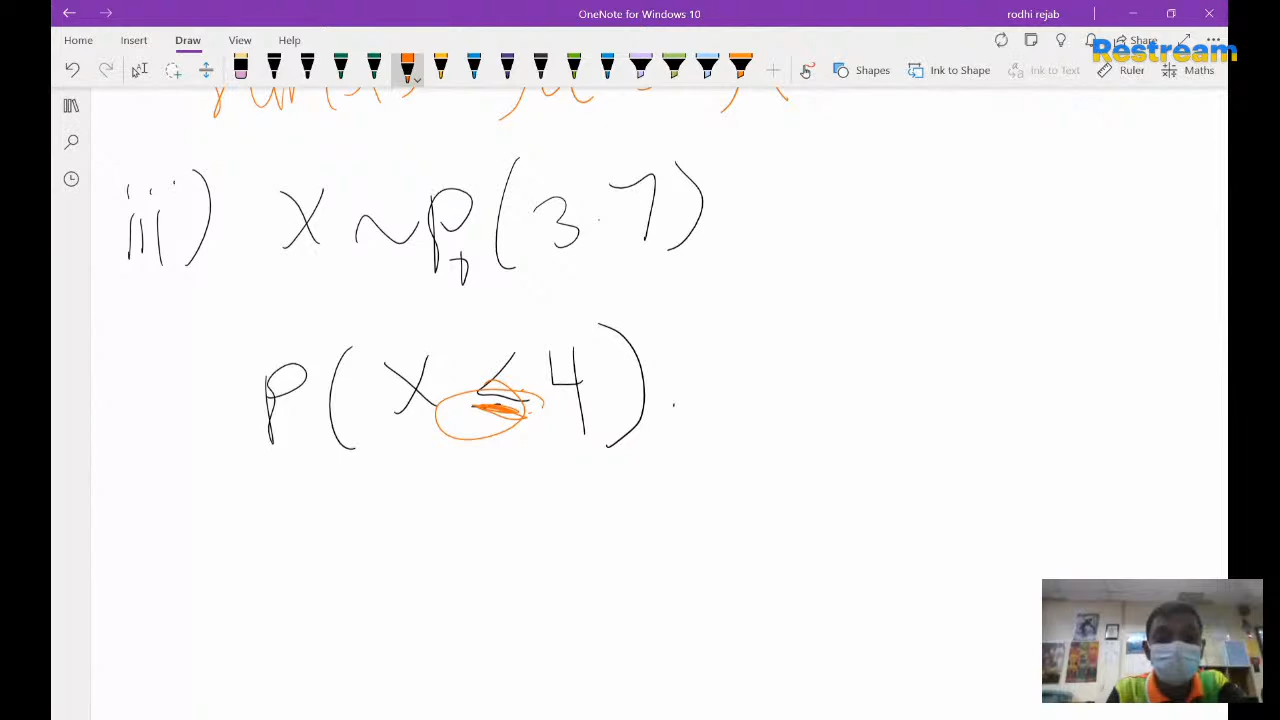 OneNote for Windows 10
rodhi rejab
Home Insert Draw View Help
Share
Restream
Shapes Ink to Shape Ink to Text Ruler Maths
iii) X ~ Po (3.7)
P(X ≤ 4)